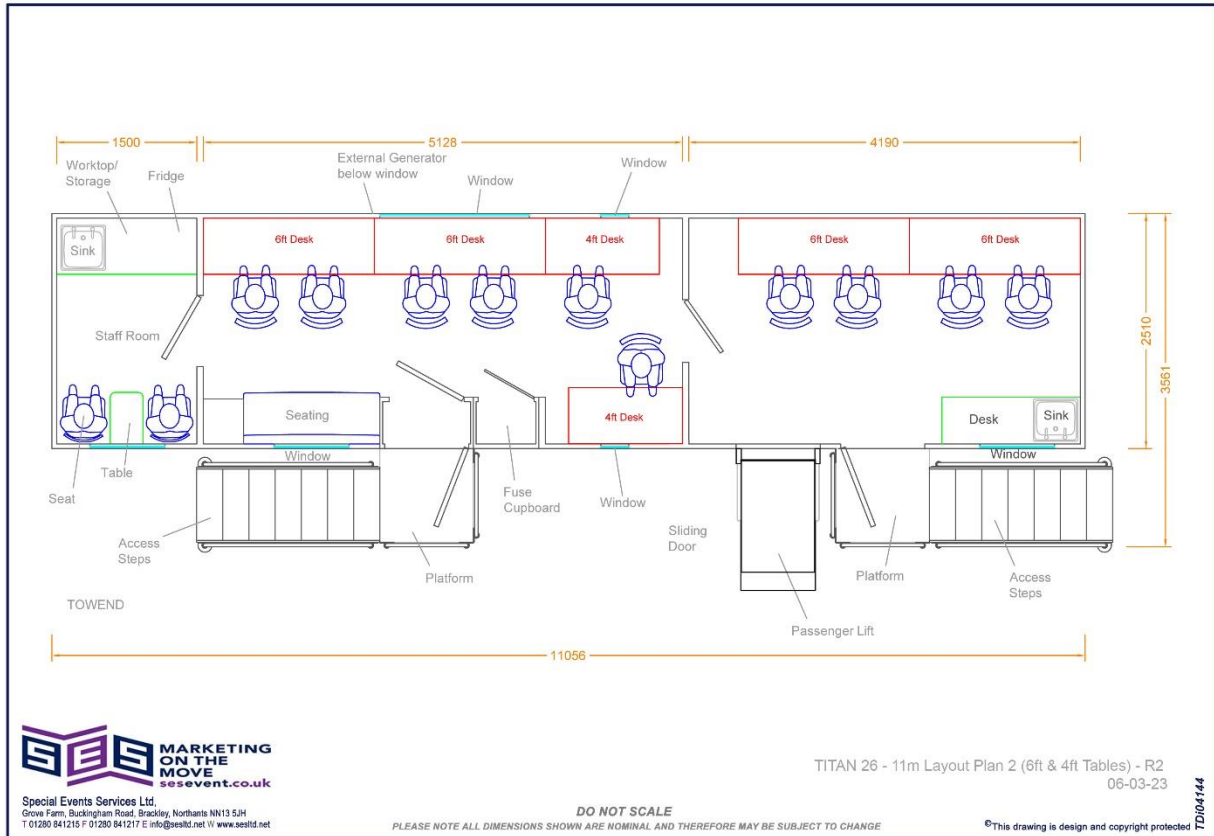 1500
5128
4190
Worktop/
Storage
Fridge
External Generator
below window
Window
Window
Sink
6ft Desk
6ft Desk
4ft Desk
6ft Desk
6ft Desk
Staff Room
2510
3561
Seating
4ft Desk
Desk
Sink
Window
Window
Table
Seat
Fuse
Cupboard
Window
Sliding
Door
Access
Steps
Platform
Platform
Access
Steps
TOWEND
Passenger Lift
11056
SES
MARKETING
ON THE
MOVE
sesevent.co.uk
Special Events Services Ltd,
Grove Farm, Buckingham Road, Brackley, Northants NN13 5JH
T 01280 841215 F 01280 841217 E info@sesltd.net W www.sesltd.net
DO NOT SCALE
PLEASE NOTE ALL DIMENSIONS SHOWN ARE NOMINAL AND THEREFORE MAY BE SUBJECT TO CHANGE
TITAN 26 - 11m Layout Plan 2 (6ft & 4ft Tables) - R2
06-03-23
©This drawing is design and copyright protected
TDI04144